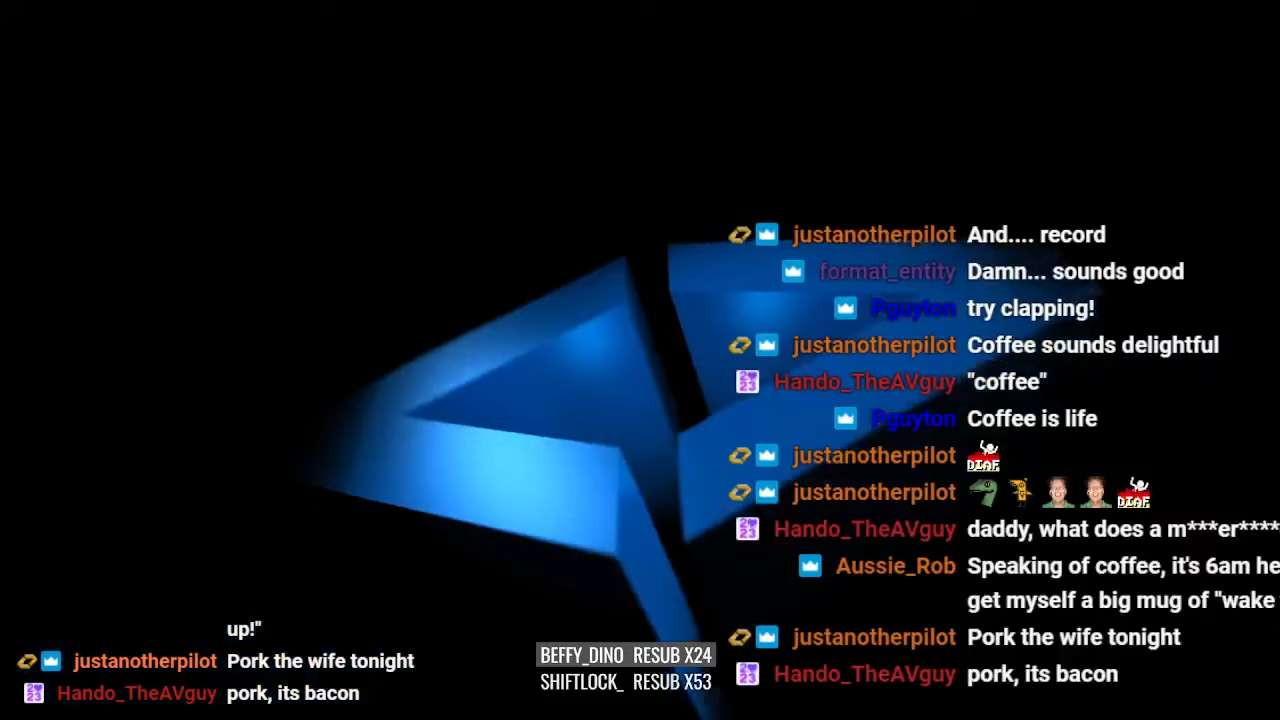 justanotherpilot And.... record
format_entity Damn... sounds good
Pguyton try clapping!
justanotherpilot Coffee sounds delightful
Hando_TheAVguy "coffee"
Pguyton Coffee is life
justanotherpilot DIAF
justanotherpilot DIAF
Hando_TheAVguy daddy, what does a m***er****
Aussie_Rob Speaking of coffee, it's 6am he
get myself a big mug of "wake
justanotherpilot Pork the wife tonight
Hando_TheAVguy pork, its bacon
up!"
justanotherpilot Pork the wife tonight
Hando_TheAVguy pork, its bacon
BEFFY_DINO RESUB X24
SHIFTLOCK_ RESUB X53